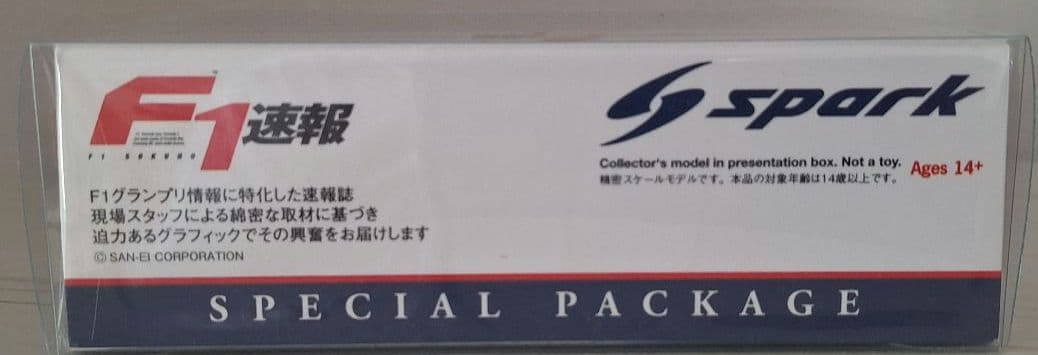 F1速報
F1 SOKUHO
F1グランプリ情報に特化した速報誌
現場スタッフによる綿密な取材に基づき
迫力あるグラフィックでその興奮をお届けします
© SAN-EI CORPORATION
spark
Collector's model in presentation box. Not a toy.
精密スケールモデルです。本品の対象年齢は14歳以上です。
Ages 14+
SPECIAL PACKAGE